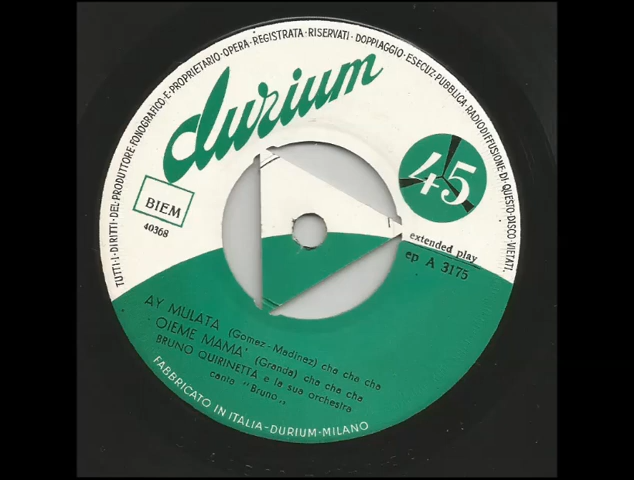 TUTTI·I·DIRITTI·DEL·PRODUTTORE·FONOGRAFICO·E·PROPRIETARIO·OPERA·REGISTRATA·RISERVATI·DOPPIAGGIO·ESECUZ·PUBBLICA·RADIODIFFUSIONE·DI·QUESTO·DISCO·VIETATI
durium
45
BIEM
40368
extended play
ep A 3175
AY MULATA (Gomez - Madinez) cha cha cha
OIEME MAMA' (Granda) cha cha cha
BRUNO QUIRINETTA e la sua orchestra
canta "Bruno"
FABBRICATO IN ITALIA-DURIUM-MILANO